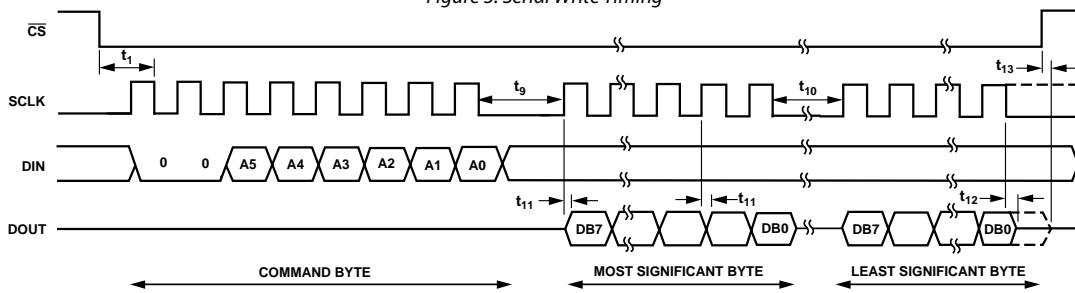 Figure 3. Serial Write Timing
CS
t1
t13
SCLK
t9
t10
DIN
0 0 A5 A4 A3 A2 A1 A0
t11
t11
t12
DOUT
DB7
DB0
DB7
DB0
COMMAND BYTE
MOST SIGNIFICANT BYTE
LEAST SIGNIFICANT BYTE